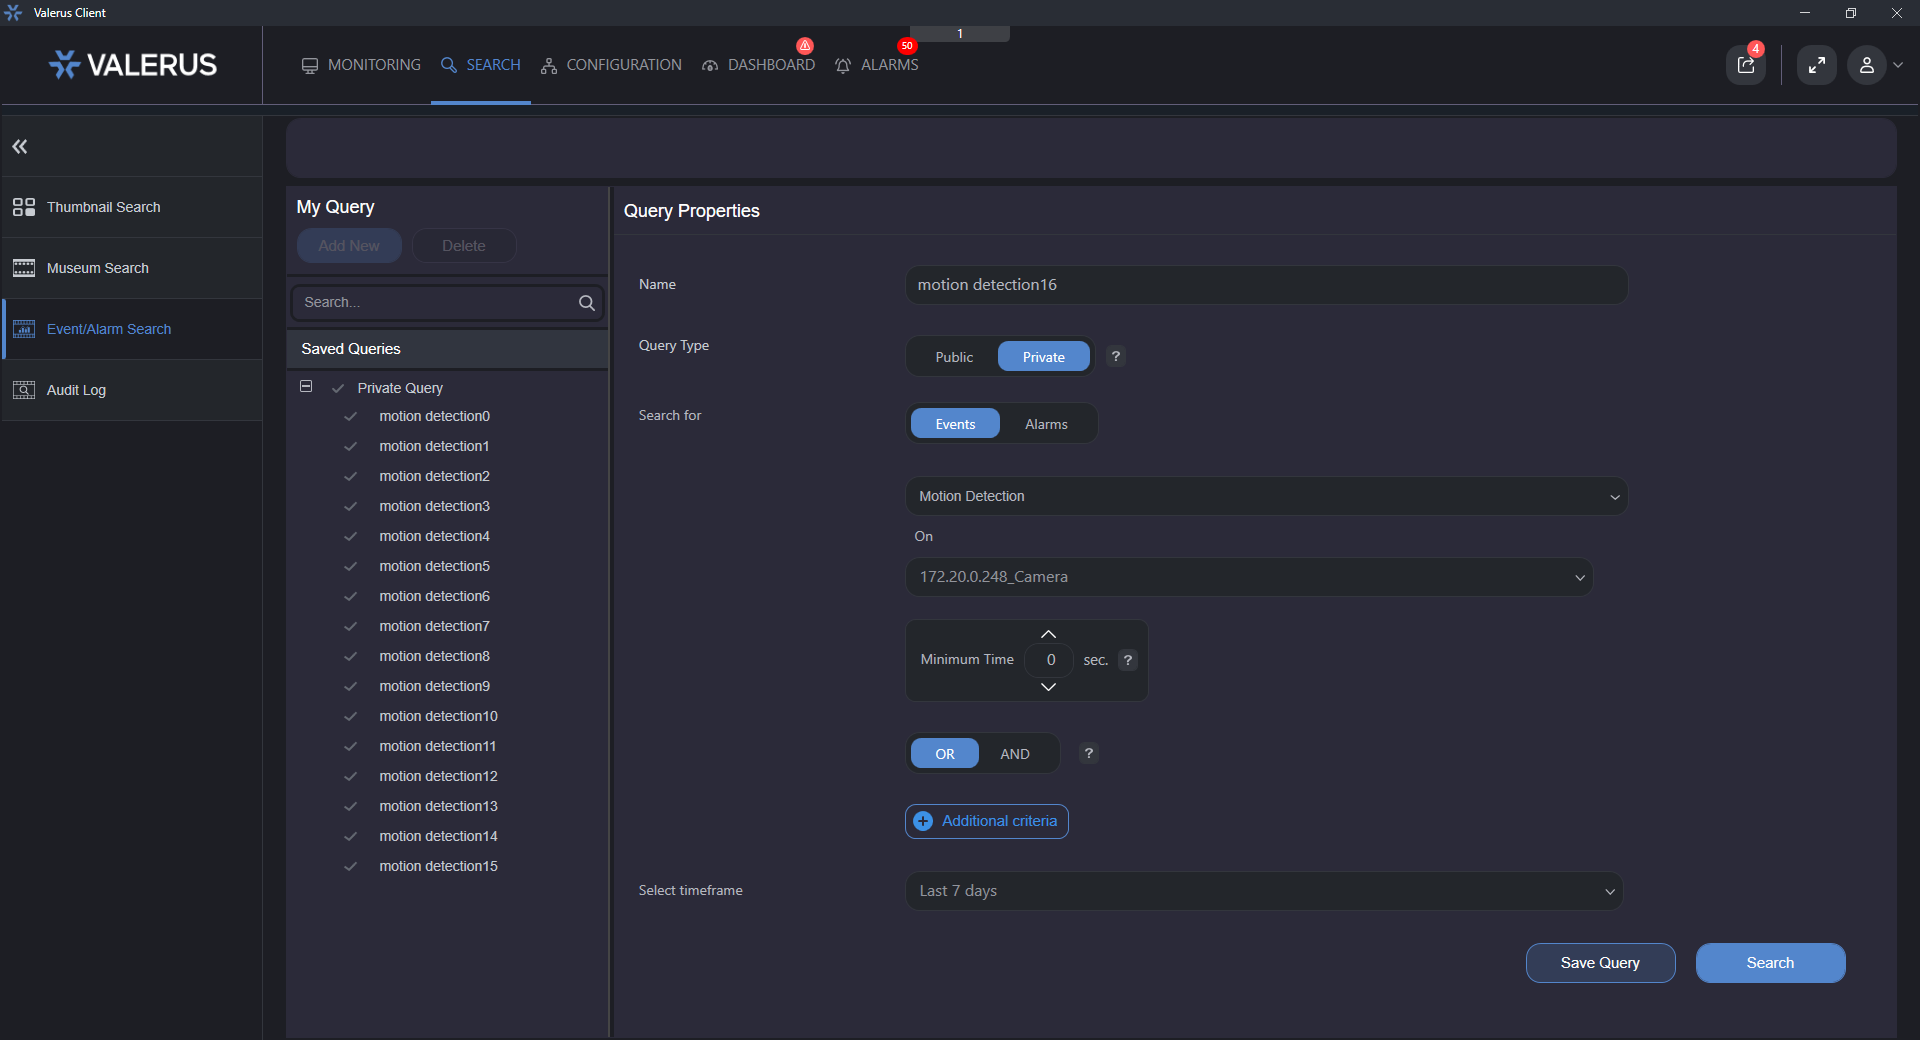 Valerus Client
VALERUS
MONITORING
SEARCH
CONFIGURATION
DASHBOARD
50
ALARMS
1
4
Thumbnail Search
Museum Search
Event/Alarm Search
Audit Log
My Query
Add New
Delete
Search...
Saved Queries
Private Query
motion detection0
motion detection1
motion detection2
motion detection3
motion detection4
motion detection5
motion detection6
motion detection7
motion detection8
motion detection9
motion detection10
motion detection11
motion detection12
motion detection13
motion detection14
motion detection15
Query Properties
Name
motion detection16
Query Type
Public
Private
?
Search for
Events
Alarms
Motion Detection
On
172.20.0.248_Camera
Minimum Time
0
sec.
?
OR
AND
?
Additional criteria
Select timeframe
Last 7 days
Save Query
Search